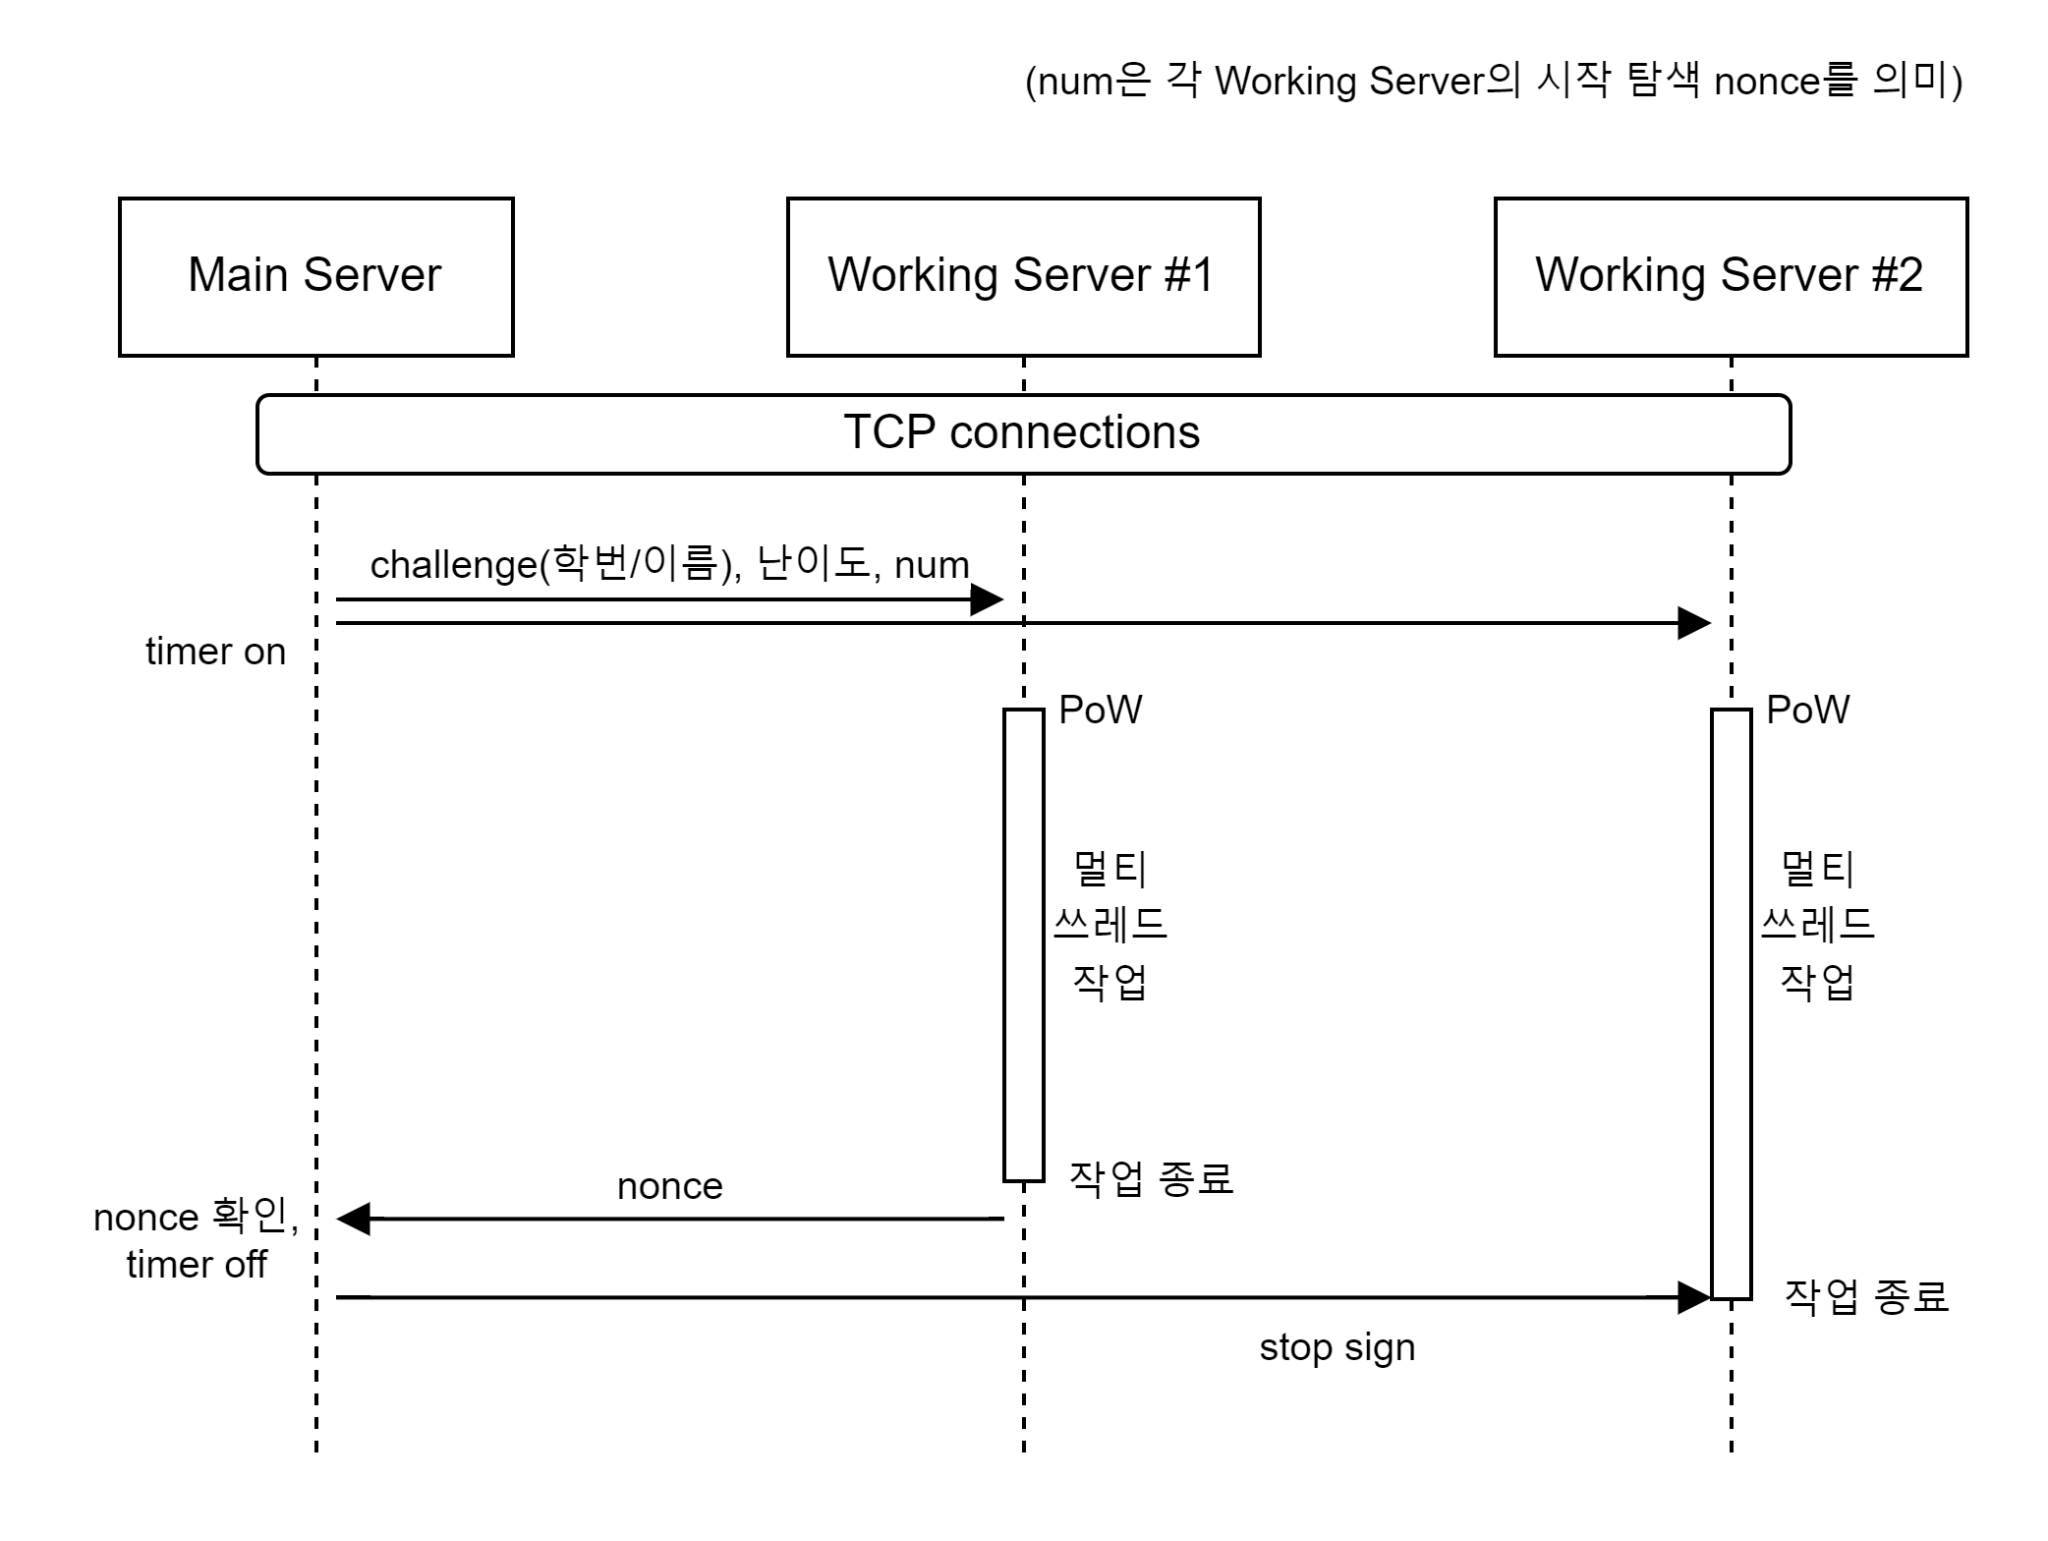 (num은 각 Working Server의 시작 탐색 nonce를 의미)
Main Server
Working Server #1
Working Server #2
TCP connections
challenge(학번/이름), 난이도, num
timer on
PoW
PoW
멀티
쓰레드
작업
멀티
쓰레드
작업
작업 종료
nonce
nonce 확인,
timer off
작업 종료
stop sign